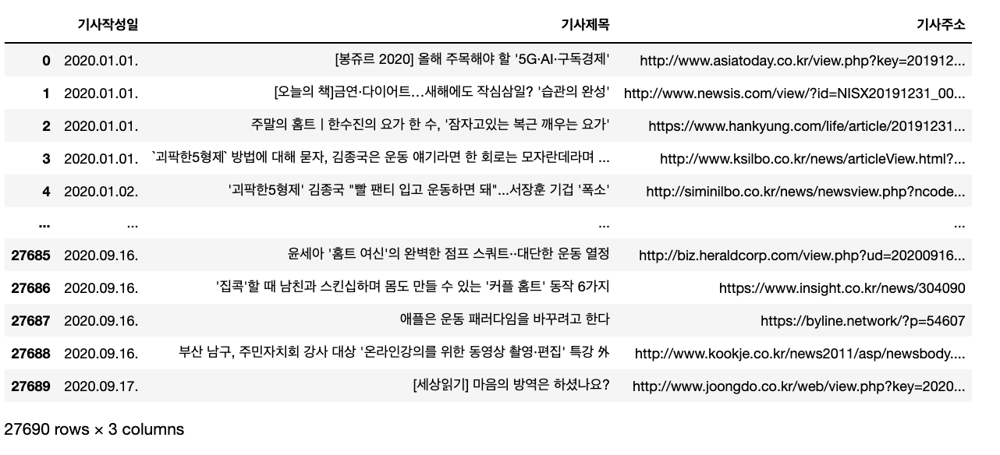 기사작성일 기사제목 기사주소
0 2020.01.01. [봉쥬르 2020] 올해 주목해야 할 '5G·AI·구독경제' http://www.asiatoday.co.kr/view.php?key=201912...
1 2020.01.01. [오늘의 책]금연·다이어트…새해에도 작심삼일? '습관의 완성' http://www.newsis.com/view/?id=NISX20191231_00...
2 2020.01.01. 주말의 홈트ㅣ한수진의 요가 한 수, '잠자고있는 복근 깨우는 요가' https://www.hankyung.com/life/article/20191231...
3 2020.01.01. `괴팍한5형제` 방법에 대해 묻자, 김종국은 운동 얘기라면 한 회로는 모자란데라며 ... http://www.ksilbo.co.kr/news/articleView.html?...
4 2020.01.02. '괴팍한5형제' 김종국 "빨 팬티 입고 운동하면 돼"...서장훈 기겁 '폭소' http://siminilbo.co.kr/news/newsview.php?ncode...
... ... ... ...
27685 2020.09.16. 윤세아 '홈트 여신'의 완벽한 점프 스쿼트··대단한 운동 열정 http://biz.heraldcorp.com/view.php?ud=20200916...
27686 2020.09.16. '집콕'할 때 남친과 스킨십하며 몸도 만들 수 있는 '커플 홈트' 동작 6가지 https://www.insight.co.kr/news/304090
27687 2020.09.16. 애플은 운동 패러다임을 바꾸려고 한다 https://byline.network/?p=54607
27688 2020.09.16. 부산 남구, 주민자치회 강사 대상 '온라인강의를 위한 동영상 촬영·편집' 특강 外 http://www.kookje.co.kr/news2011/asp/newsbody....
27689 2020.09.17. [세상읽기] 마음의 방역은 하셨나요? http://www.joongdo.co.kr/web/view.php?key=2020...
27690 rows × 3 columns